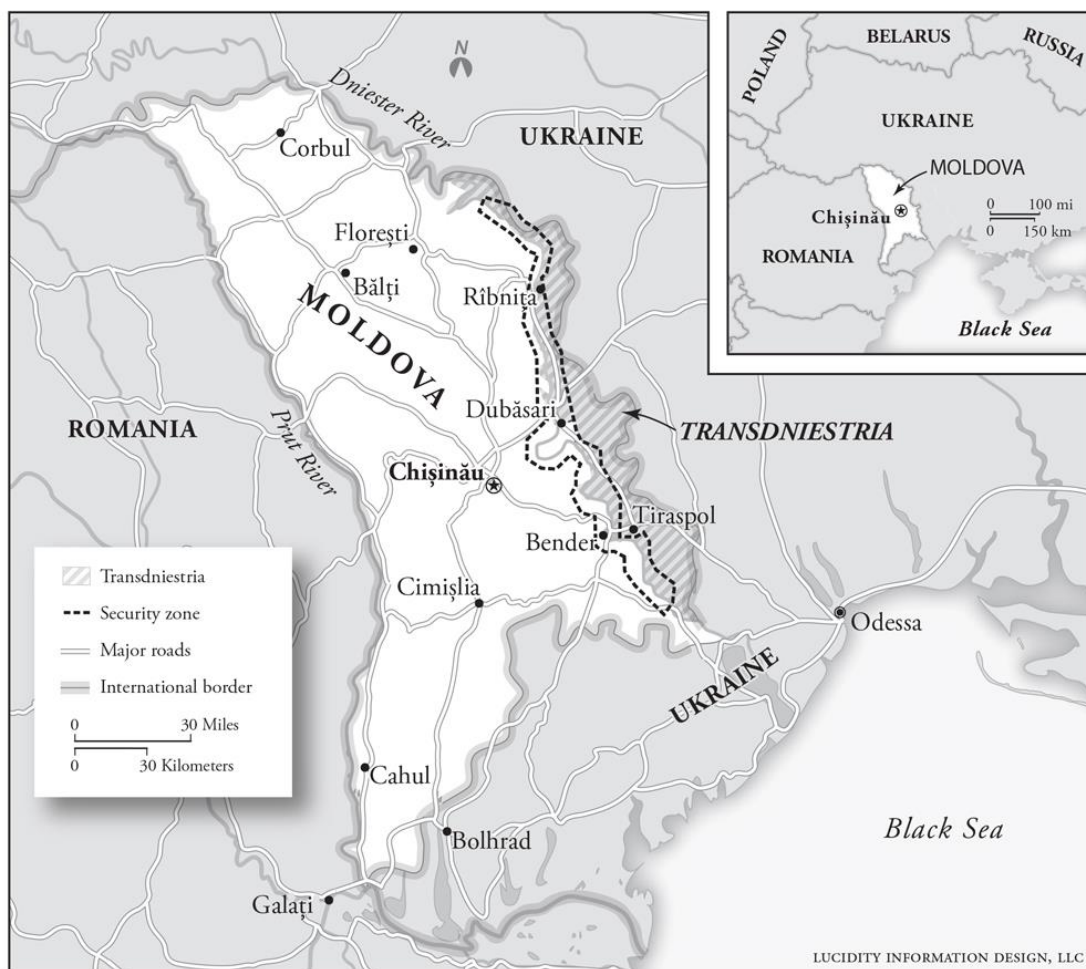 N
Dniester River
UKRAINE
Corbul
Florești
Bălți
Rîbnița
MOLDOVA
Dubăsari
TRANSDNIESTRIA
ROMANIA
Prut River
Chișinău
Tiraspol
Bender
Cimișlia
Odessa
UKRAINE
Cahul
Bolhrad
Black Sea
Galați
Transdniestria
Security zone
Major roads
International border
0 30 Miles
0 30 Kilometers
POLAND
BELARUS
RUSSIA
UKRAINE
MOLDOVA
Chișinău
0 100 mi
0 150 km
ROMANIA
Black Sea
LUCIDITY INFORMATION DESIGN, LLC